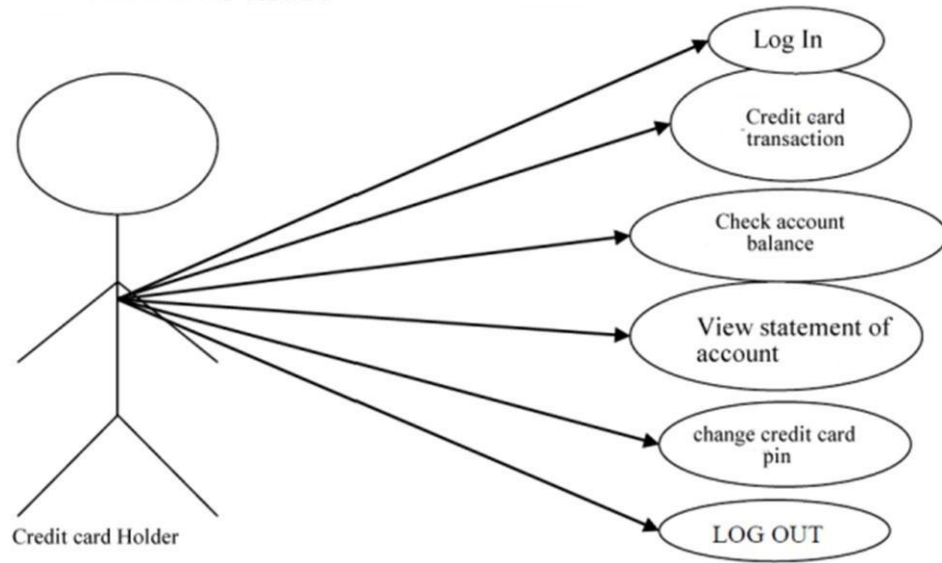 Log In
Credit card
transaction
Check account
balance
View statement of
account
change credit card
pin
LOG OUT
Credit card Holder